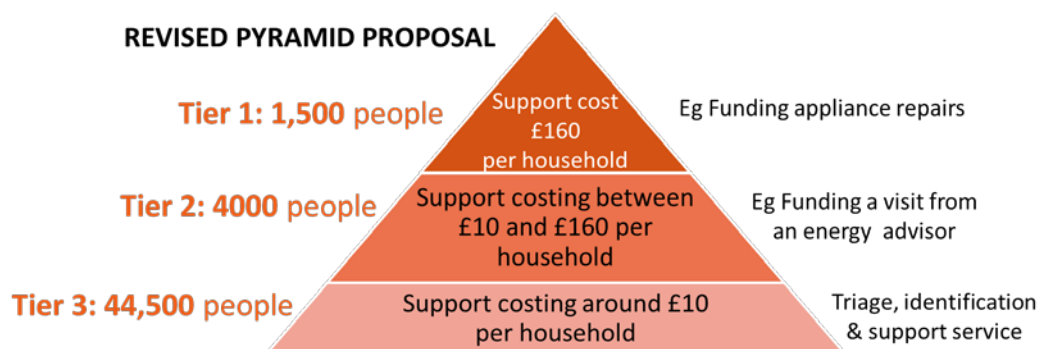 REVISED PYRAMID PROPOSAL
Tier 1: 1,500 people
Support cost
£160
per household
Eg Funding appliance repairs
Tier 2: 4000 people
Support costing between
£10 and £160 per
household
Eg Funding a visit from
an energy advisor
Tier 3: 44,500 people
Support costing around £10
per household
Triage, identification
& support service